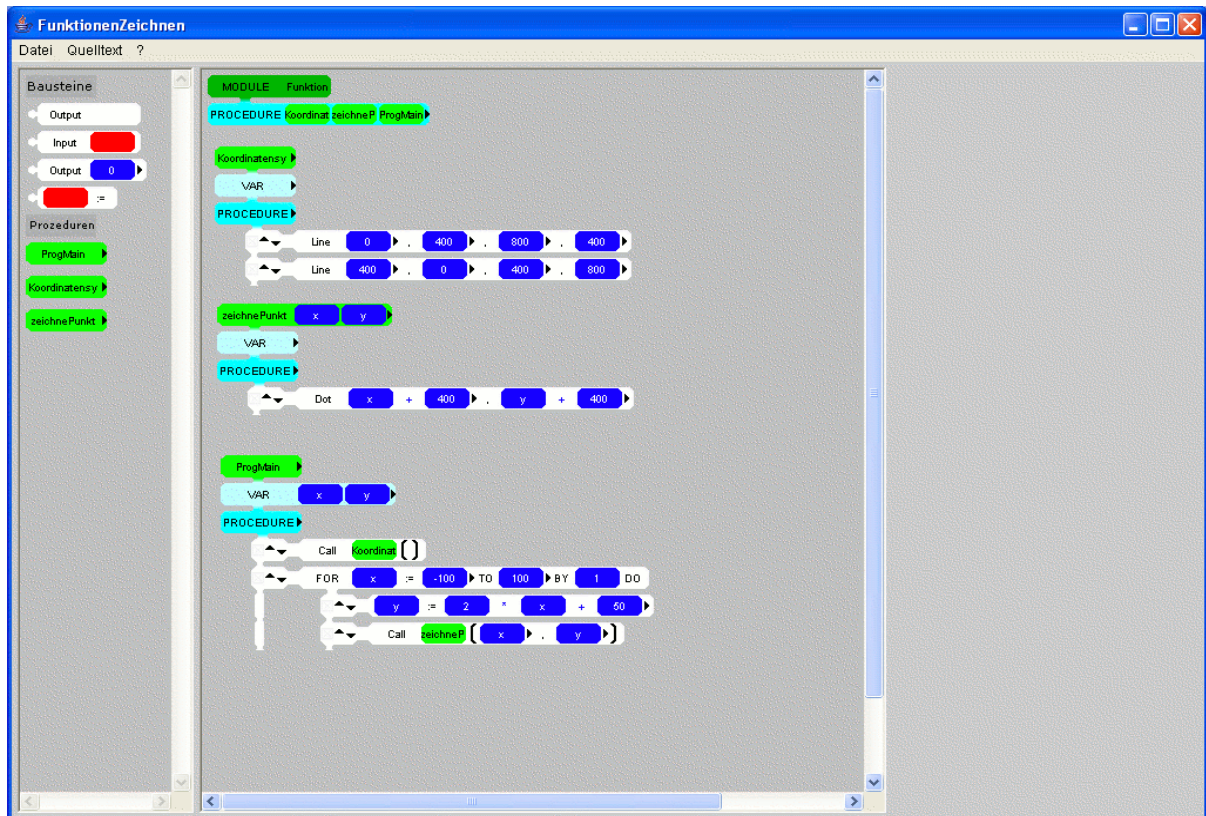 FunktionenZeichnen
Datei Quelltext ?
Bausteine
Output
Input
Output 0
:=
Prozeduren
ProgMain
Koordinatensy
zeichnePunkt
MODULE Funktion
PROCEDURE Koordinat zeichneP ProgMain
Koordinatensy
VAR
PROCEDURE
Line 0 , 400 , 800 , 400
Line 400 , 0 , 400 , 800
zeichnePunkt x y
VAR
PROCEDURE
Dot x + 400 , y + 400
ProgMain
VAR x y
PROCEDURE
Call Koordinat ( )
FOR x := -100 TO 100 BY 1 DO
y := 2 * x + 50
Call zeichneP ( x , y )